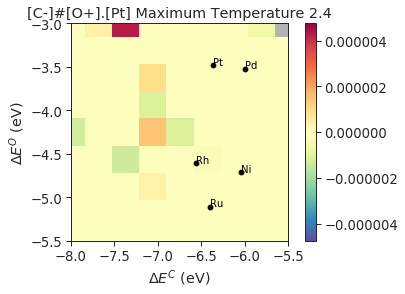 [C-]#[O+].[Pt] Maximum Temperature 2.4
−3.0
−3.5
−4.0
−4.5
−5.0
−5.5
ΔE^O (eV)
Pt
Pd
Rh
Ni
Ru
−8.0 −7.5 −7.0 −6.5 −6.0 −5.5
ΔE^C (eV)
0.000004
0.000002
0.000000
−0.000002
−0.000004